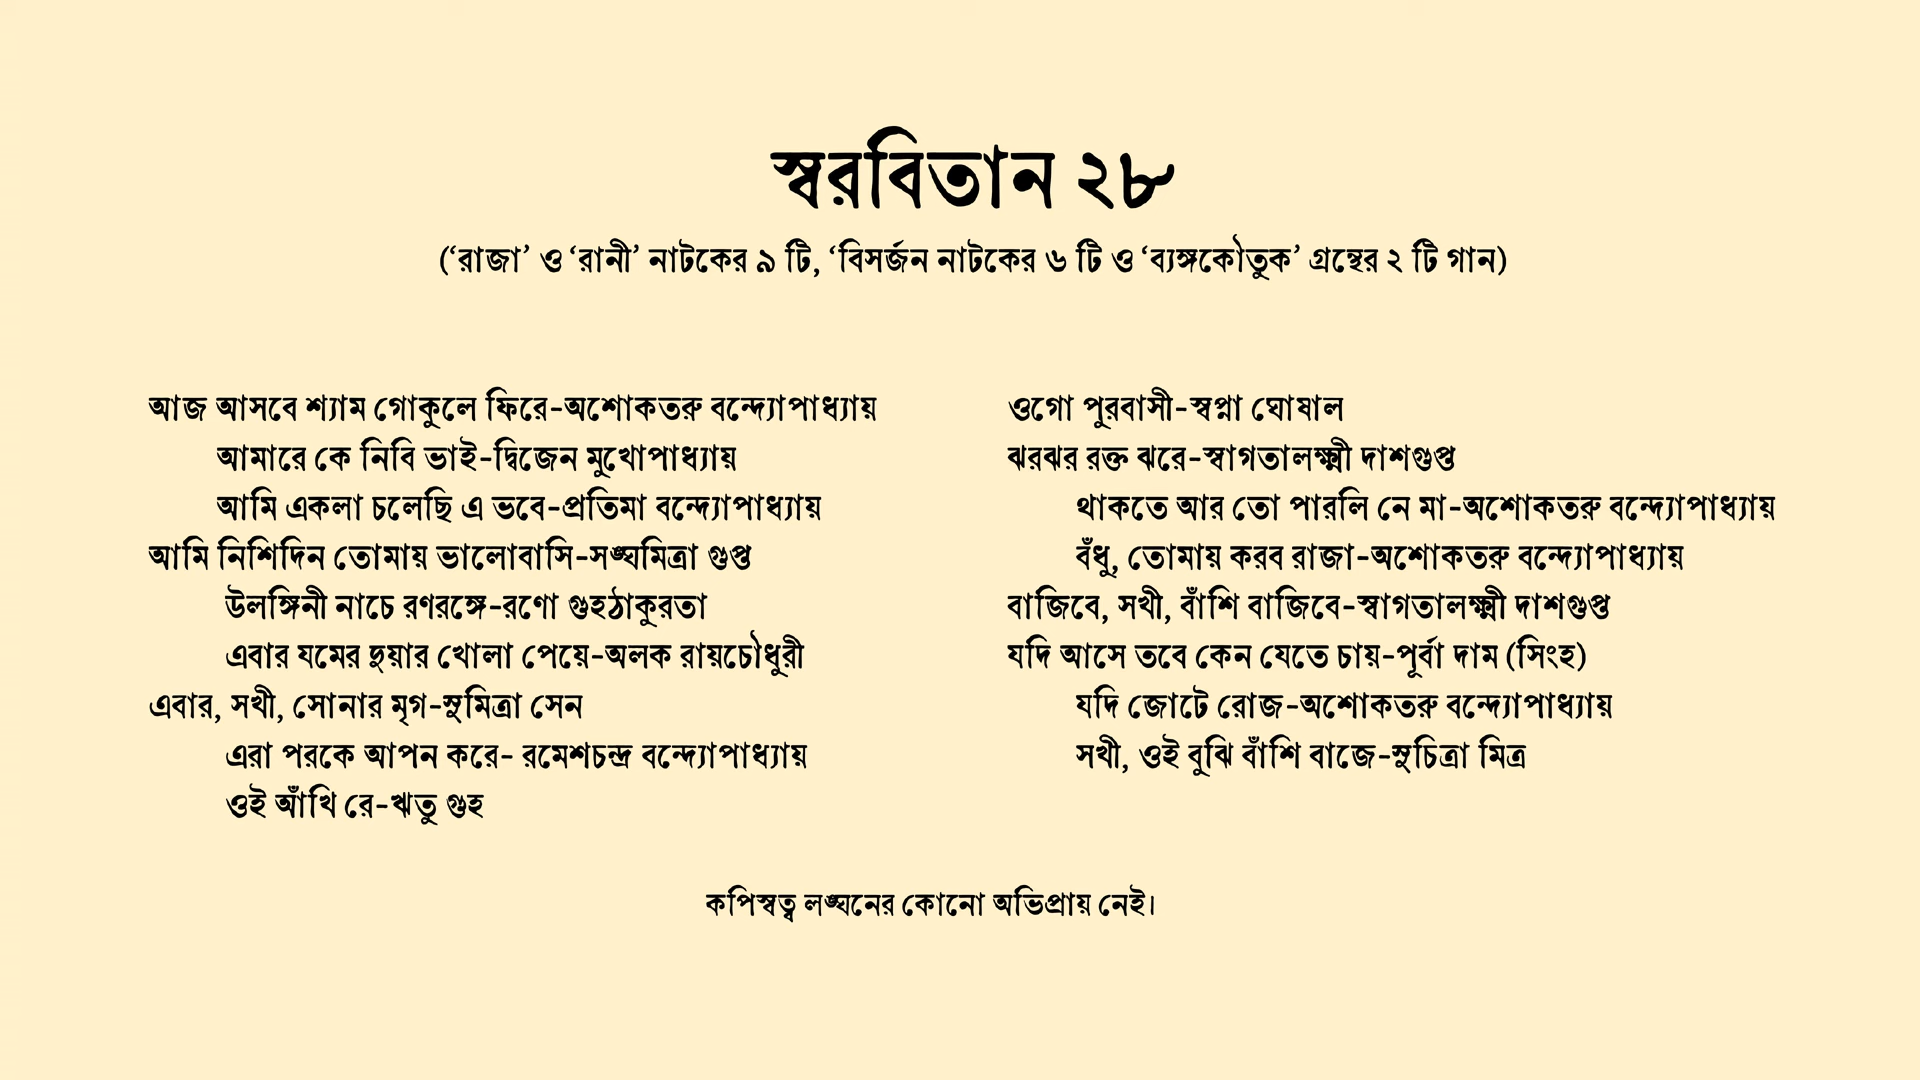 স্বরবিতান ২৮
(‘রাজা’ ও ‘রানী’ নাটকের ৯ টি, ‘বিসর্জন নাটকের ৬ টি ও ‘ব্যঙ্গকৌতুক’ গ্রন্থের ২ টি গান)
আজ আসবে শ্যাম গোকুলে ফিরে-অশোকতরু বন্দ্যোপাধ্যায়
আমারে কে নিবি ভাই-দ্বিজেন মুখোপাধ্যায়
আমি একলা চলেছি এ ভবে-প্রতিমা বন্দ্যোপাধ্যায়
আমি নিশিদিন তোমায় ভালোবাসি-সঙ্ঘমিত্রা গুপ্ত
উলঙ্গিনী নাচে রণরঙ্গে-রণো গুহঠাকুরতা
এবার যমের দুয়ার খোলা পেয়ে-অলক রায়চৌধুরী
এবার, সখী, সোনার মৃগ-সুমিত্রা সেন
এরা পরকে আপন করে- রমেশচন্দ্র বন্দ্যোপাধ্যায়
ওই আঁখি রে-ঋতু গুহ
ওগো পুরবাসী-স্বপ্না ঘোষাল
ঝরঝর রক্ত ঝরে-স্বাগতালক্ষ্মী দাশগুপ্ত
থাকতে আর তো পারলি নে মা-অশোকতরু বন্দ্যোপাধ্যায়
বঁধু, তোমায় করব রাজা-অশোকতরু বন্দ্যোপাধ্যায়
বাজিবে, সখী, বাঁশি বাজিবে-স্বাগতালক্ষ্মী দাশগুপ্ত
যদি আসে তবে কেন যেতে চায়-পূর্বা দাম (সিংহ)
যদি জোটে রোজ-অশোকতরু বন্দ্যোপাধ্যায়
সখী, ওই বুঝি বাঁশি বাজে-সুচিত্রা মিত্র
কপিস্বত্ব লঙ্ঘনের কোনো অভিপ্রায় নেই।